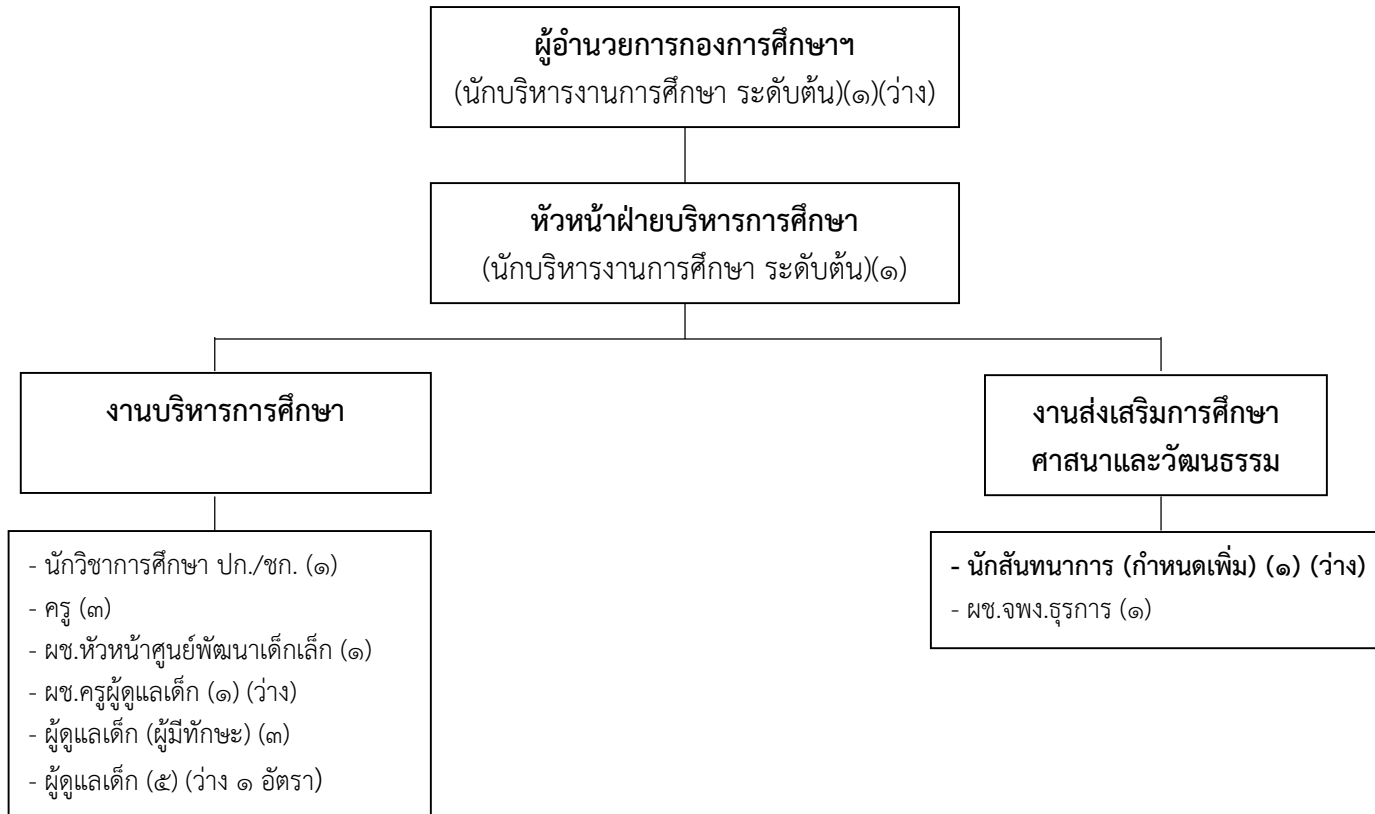 ผู้อำนวยการกองการศึกษาฯ
(นักบริหารงานการศึกษา ระดับต้น)(๑)(ว่าง)
หัวหน้าฝ่ายบริหารการศึกษา
(นักบริหารงานการศึกษา ระดับต้น)(๑)
งานบริหารการศึกษา
งานส่งเสริมการศึกษา
ศาสนาและวัฒนธรรม
- นักวิชาการศึกษา ปก./ชก. (๑)
- ครู (๓)
- ผช.หัวหน้าศูนย์พัฒนาเด็กเล็ก (๑)
- ผช.ครูผู้ดูแลเด็ก (๑) (ว่าง)
- ผู้ดูแลเด็ก (ผู้มีทักษะ) (๓)
- ผู้ดูแลเด็ก (๕) (ว่าง ๑ อัตรา)
- นักสันทนาการ (กำหนดเพิ่ม) (๑) (ว่าง)
- ผช.จพง.ธุรการ (๑)